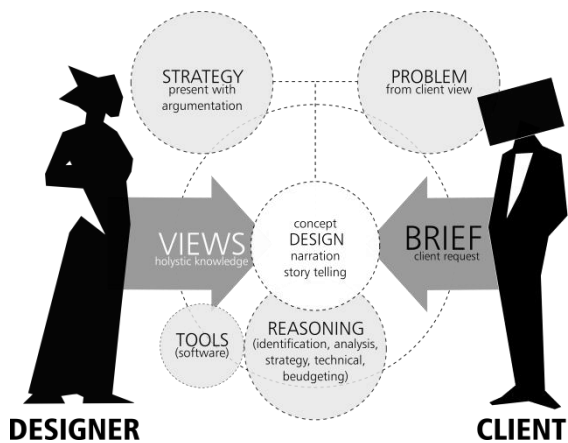 STRATEGY
present with
argumentation
PROBLEM
from client view
VIEWS
holystic knowledge
concept
DESIGN
narration
story telling
BRIEF
client request
TOOLS
(software)
REASONING
(identification, analysis,
strategy, technical,
beudgeting)
DESIGNER
CLIENT